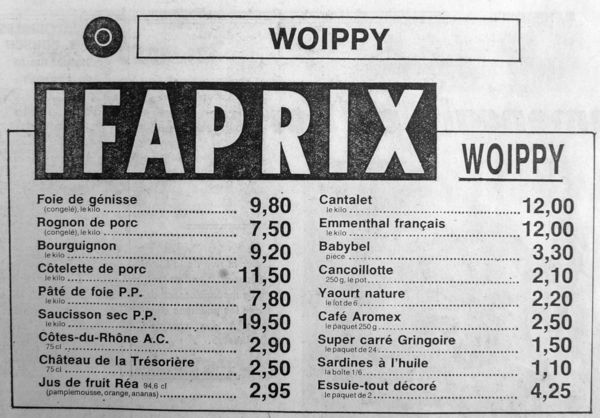 WOIPPY
IFAPRIX
WOIPPY
Foie de génisse
(congelé), le kilo 9,80
Rognon de porc
(congelé), le kilo 7,50
Bourguignon
le kilo 9,20
Côtelette de porc
le kilo 11,50
Pâté de foie P.P.
le kilo 7,80
Saucisson sec P.P.
le kilo 19,50
Côtes-du-Rhône A.C.
75 cl 2,90
Château de la Trésorière
75 cl 2,50
Jus de fruit Réa 94,6 cl
(pamplemousse, orange, ananas) 2,95
Cantalet
le kilo 12,00
Emmenthal français
le kilo 12,00
Babybel
pièce 3,30
Cancoillotte
250 g, le pot 2,10
Yaourt nature
le lot de 6 2,20
Café Aromex
le paquet 250 g 2,50
Super carré Gringoire
le paquet de 24 1,50
Sardines à l'huile
la boîte 1/6 1,10
Essuie-tout décoré
le paquet de 2 4,25